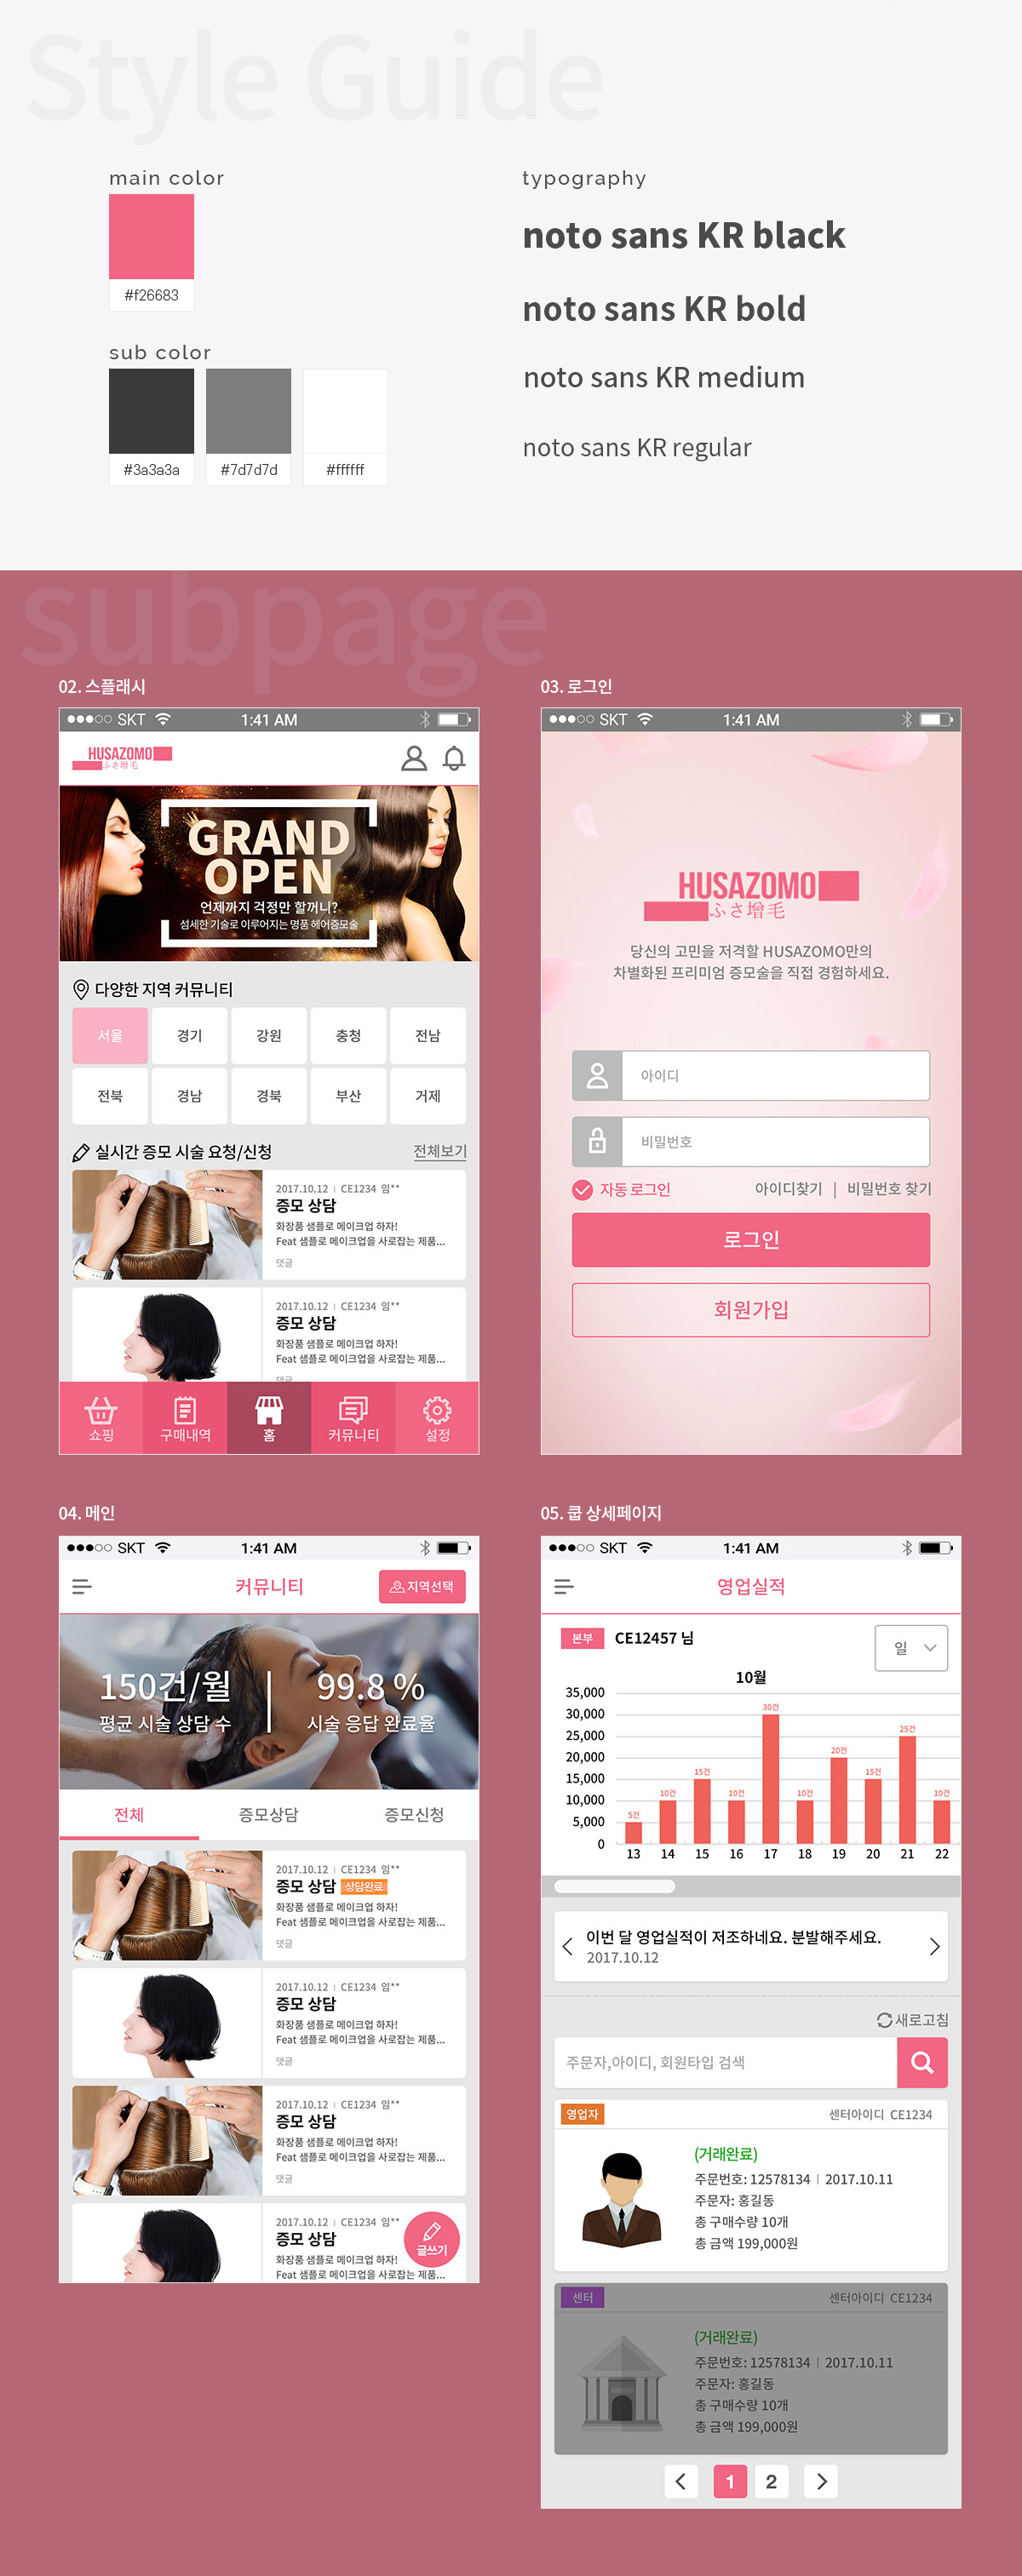 Style Guide
main color
#f26683
sub color
#3a3a3a
#7d7d7d
#ffffff
typography
noto sans KR black
noto sans KR bold
noto sans KR medium
noto sans KR regular
subpage
02. 스플래시
SKT
1:41 AM
HUSAZOMO
ふさ增毛
GRAND
OPEN
언제까지 걱정만 할꺼니?
섬세한 기술로 이루어지는 명품 헤어증모술
다양한 지역 커뮤니티
서울 경기 강원 충청 전남
전북 경남 경북 부산 거제
실시간 증모 시술 요청/신청 전체보기
2017.10.12 | CE1234 임**
증모 상담
화장품 샘플로 메이크업 하자!
Feat 샘플로 메이크업을 사로잡는 제품...
댓글
2017.10.12 | CE1234 임**
증모 상담
화장품 샘플로 메이크업 하자!
Feat 샘플로 메이크업을 사로잡는 제품...
댓글
쇼핑 구매내역 홈 커뮤니티 설정
03. 로그인
SKT
1:41 AM
HUSAZOMO
ふさ增毛
당신의 고민을 저격할 HUSAZOMO만의
차별화된 프리미엄 증모술을 직접 경험하세요.
아이디
비밀번호
자동 로그인 아이디찾기 | 비밀번호 찾기
로그인
회원가입
04. 메인
SKT
1:41 AM
커뮤니티
지역선택
150건/월
평균 시술 상담 수
99.8 %
시술 응답 완료율
전체 증모상담 증모신청
2017.10.12 | CE1234 임**
증모 상담 상담완료
화장품 샘플로 메이크업 하자!
Feat 샘플로 메이크업을 사로잡는 제품...
댓글
2017.10.12 | CE1234 임**
증모 상담
화장품 샘플로 메이크업 하자!
Feat 샘플로 메이크업을 사로잡는 제품...
댓글
2017.10.12 | CE1234 임**
증모 상담
화장품 샘플로 메이크업 하자!
Feat 샘플로 메이크업을 사로잡는 제품...
댓글
2017.10.12 | CE1234 임**
증모 상담
화장품 샘플로 메이크업 하자!
Feat 샘플로 메이크업을 사로잡는 제품...
글쓰기
05. 쿱 상세페이지
SKT
1:41 AM
영업실적
본부 CE12457 님
일
10월
35,000
30,000
25,000
20,000
15,000
10,000
5,000
0
5건 10건 15건 10건 30건 10건 20건 15건 25건 10건
13 14 15 16 17 18 19 20 21 22
이번 달 영업실적이 저조하네요. 분발해주세요.
2017.10.12
새로고침
주문자,아이디, 회원타입 검색
영업자 센터아이디 CE1234
(거래완료)
주문번호: 12578134 | 2017.10.11
주문자: 홍길동
총 구매수량 10개
총 금액 199,000원
센터 센터아이디 CE1234
(거래완료)
주문번호: 12578134 | 2017.10.11
주문자: 홍길동
총 구매수량 10개
총 금액 199,000원
1 2